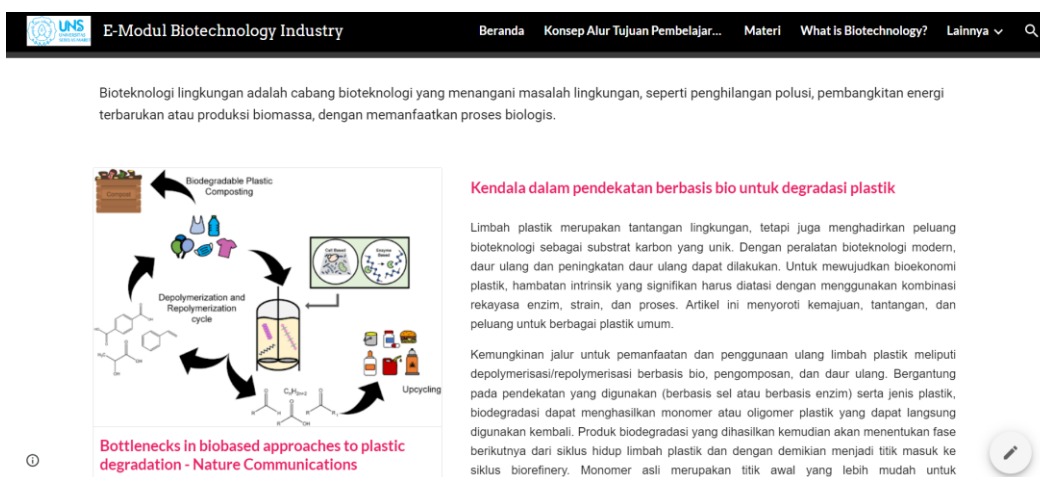 UNS
UNIVERSITAS
SEBELAS MARET
E-Modul Biotechnology Industry
Beranda
Konsep Alur Tujuan Pembelajar...
Materi
What is Biotechnology?
Lainnya
Bioteknologi lingkungan adalah cabang bioteknologi yang menangani masalah lingkungan, seperti penghilangan polusi, pembangkitan energi
terbarukan atau produksi biomassa, dengan memanfaatkan proses biologis.
Compost
Biodegradable Plastic
Composting
Cell Based
Enzyme
Based
Depolymerization and
Repolymerization
cycle
Upcycling
Bottlenecks in biobased approaches to plastic
degradation - Nature Communications
Kendala dalam pendekatan berbasis bio untuk degradasi plastik
Limbah plastik merupakan tantangan lingkungan, tetapi juga menghadirkan peluang
bioteknologi sebagai substrat karbon yang unik. Dengan peralatan bioteknologi modern,
daur ulang dan peningkatan daur ulang dapat dilakukan. Untuk mewujudkan bioekonomi
plastik, hambatan intrinsik yang signifikan harus diatasi dengan menggunakan kombinasi
rekayasa enzim, strain, dan proses. Artikel ini menyoroti kemajuan, tantangan, dan
peluang untuk berbagai plastik umum.
Kemungkinan jalur untuk pemanfaatan dan penggunaan ulang limbah plastik meliputi
depolimerisasi/repolymerisasi berbasis bio, pengomposan, dan daur ulang. Bergantung
pada pendekatan yang digunakan (berbasis sel atau berbasis enzim) serta jenis plastik,
biodegradasi dapat menghasilkan monomer atau oligomer plastik yang dapat langsung
digunakan kembali. Produk biodegradasi yang dihasilkan kemudian akan menentukan fase
berikutnya dari siklus hidup limbah plastik dan dengan demikian menjadi titik masuk ke
siklus biorefinery. Monomer asli merupakan titik awal yang lebih mudah untuk